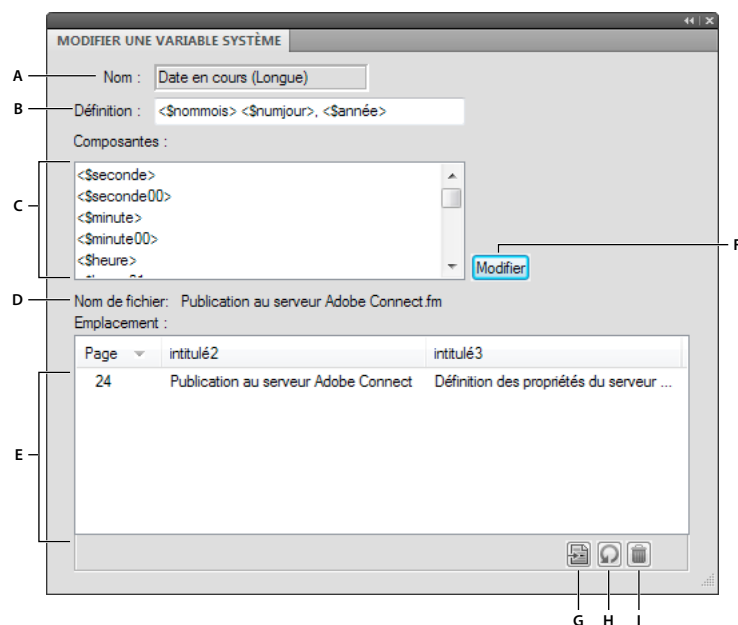 MODIFIER UNE VARIABLE SYSTÈME
A
Nom :
Date en cours (Longue)
B
Définition :
<$nommois> <$numjour>, <$année>
Composantes :
C
<$seconde>
<$seconde00>
<$minute>
<$minute00>
<$heure>
F
Modifier
D
Nom de fichier: Publication au serveur Adobe Connect.fm
Emplacement :
Page intitulé2 intitulé3
24 Publication au serveur Adobe Connect Définition des propriétés du serveur ...
E
G H I